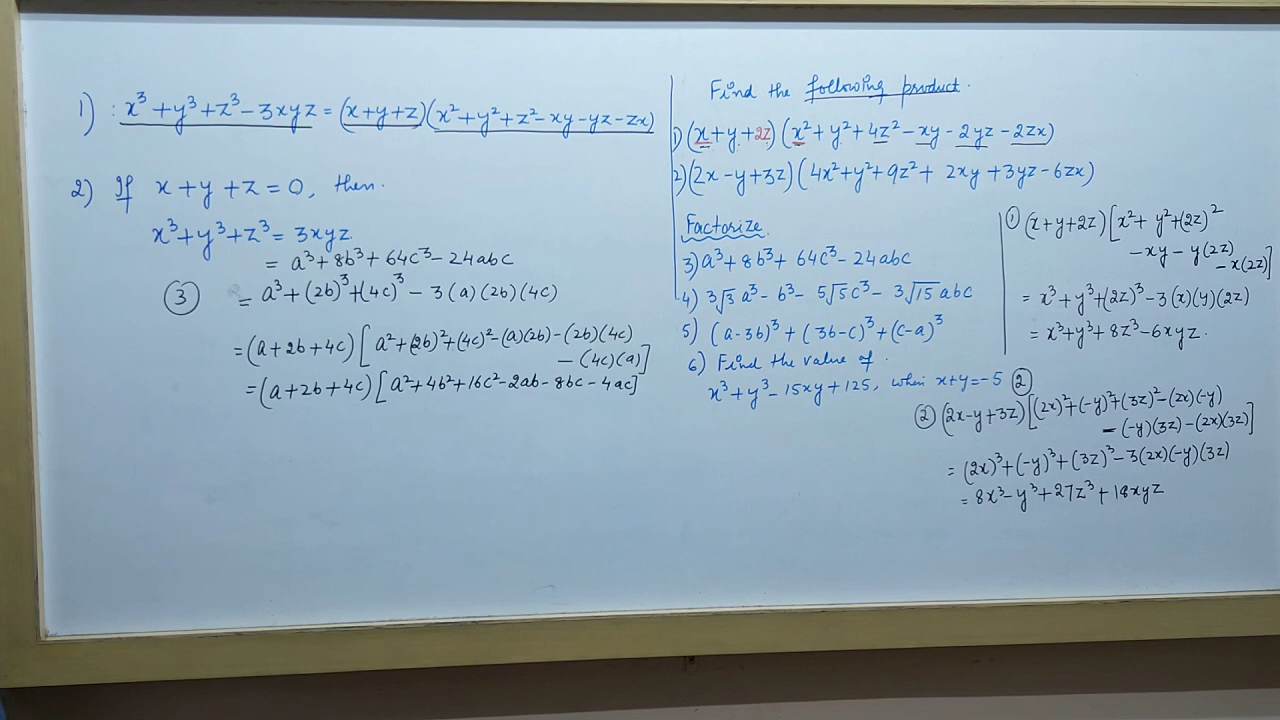 1) : x³ + y³ + z³ - 3xyz = (x+y+z)(x² + y² + z² - xy - yz - zx)
2) If x + y + z = 0, then.
x³ + y³ + z³ = 3xyz.
= a³ + 8b³ + 64c³ - 24abc
③ = a³ + (2b)³ + (4c)³ - 3(a)(2b)(4c)
= (a + 2b + 4c) [a² + (2b)² + (4c)² - (a)(2b) - (2b)(4c)
- (4c)(a)]
= (a + 2b + 4c) [a² + 4b² + 16c² - 2ab - 8bc - 4ac]
Find the following product.
1) (x + y + 2z) (x² + y² + 4z² - xy - 2yz - 2zx)
2) (2x - y + 3z) (4x² + y² + 9z² + 2xy + 3yz - 6zx)
Factorize.
3) a³ + 8b³ + 64c³ - 24abc
4) 3√3 a³ - b³ - 5√5 c³ - 3√15 abc
5) (a - 3b)³ + (3b - c)³ + (c - a)³
6) Find the value of.
x³ + y³ - 15xy + 125, when x + y = -5
① (x + y + 2z) [x² + y² + (2z)²
- xy - y(2z)
- x(2z)]
= x³ + y³ + (2z)³ - 3(x)(y)(2z)
= x³ + y³ + 8z³ - 6xyz.
②
② (2x - y + 3z) [(2x)² + (-y)² + (3z)² - (2x)(-y)
- (-y)(3z) - (2x)(3z)]
= (2x)³ + (-y)³ + (3z)³ - 3(2x)(-y)(3z)
= 8x³ - y³ + 27z³ + 18xyz